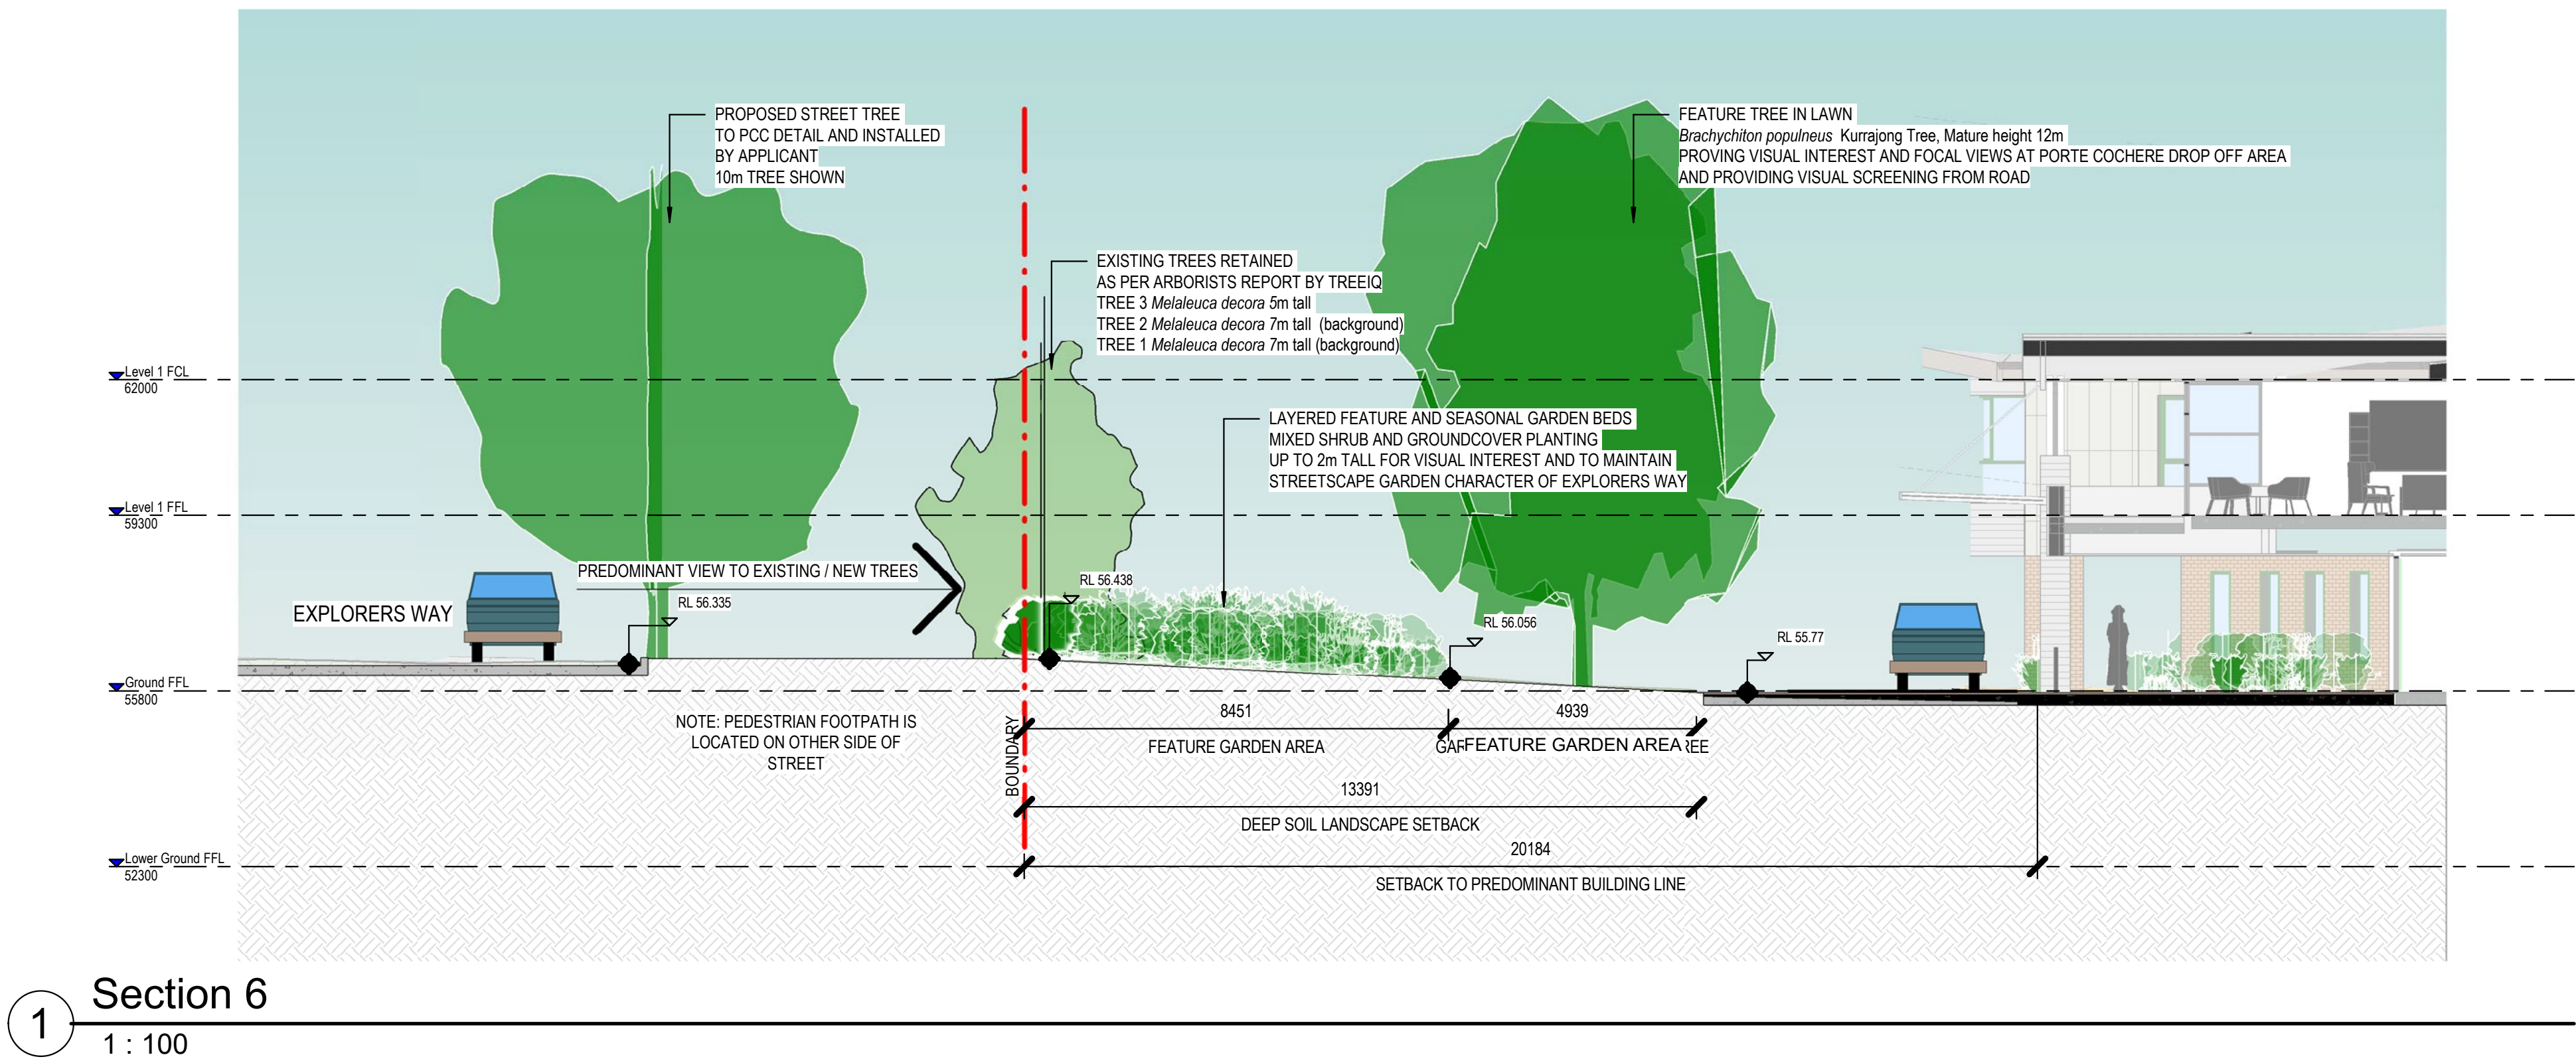 PROPOSED STREET TREE
TO PCC DETAIL AND INSTALLED
BY APPLICANT
10m TREE SHOWN
FEATURE TREE IN LAWN
Brachychiton populneus Kurrajong Tree, Mature height 12m
PROVING VISUAL INTEREST AND FOCAL VIEWS AT PORTE COCHERE DROP OFF AREA
AND PROVIDING VISUAL SCREENING FROM ROAD
EXISTING TREES RETAINED
AS PER ARBORISTS REPORT BY TREEIQ
TREE 3 Melaleuca decora 5m tall
TREE 2 Melaleuca decora 7m tall (background)
TREE 1 Melaleuca decora 7m tall (background)
Level 1 FCL
62000
LAYERED FEATURE AND SEASONAL GARDEN BEDS
MIXED SHRUB AND GROUNDCOVER PLANTING
UP TO 2m TALL FOR VISUAL INTEREST AND TO MAINTAIN
STREETSCAPE GARDEN CHARACTER OF EXPLORERS WAY
Level 1 FFL
59300
PREDOMINANT VIEW TO EXISTING / NEW TREES
EXPLORERS WAY
RL 56.335
RL 56.438
RL 56.056
RL 55.77
Ground FFL
55800
NOTE: PEDESTRIAN FOOTPATH IS
LOCATED ON OTHER SIDE OF
STREET
BOUNDARY
8451
FEATURE GARDEN AREA
4939
FEATURE GARDEN AREA
13391
DEEP SOIL LANDSCAPE SETBACK
20184
SETBACK TO PREDOMINANT BUILDING LINE
Lower Ground FFL
52300
1
Section 6
1 : 100